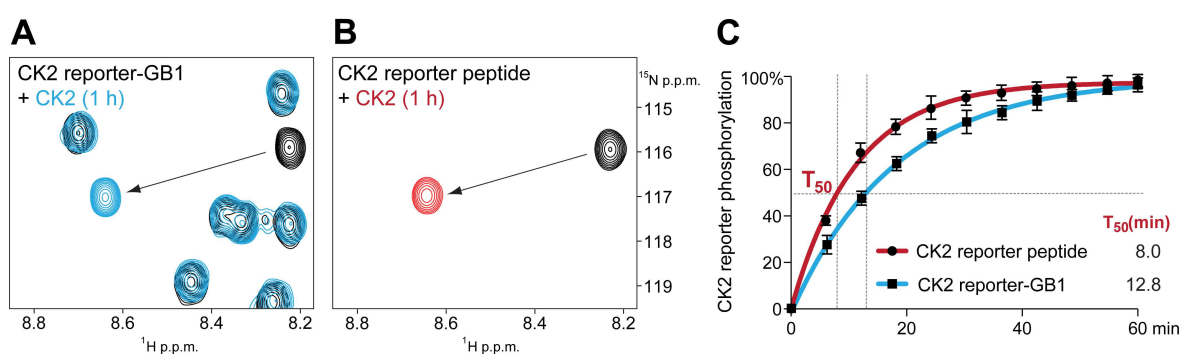 A
CK2 reporter-GB1
+ CK2 (1 h)
8.8
8.6
8.4
8.2
¹H p.p.m.
B
CK2 reporter peptide
+ CK2 (1 h)
¹⁵N p.p.m.
115
116
117
118
119
8.8
8.6
8.4
8.2
¹H p.p.m.
C
CK2 reporter phosphorylation
100%
80
60
40
20
0
T₅₀
T₅₀(min)
CK2 reporter peptide 8.0
CK2 reporter-GB1 12.8
0
20
40
60 min